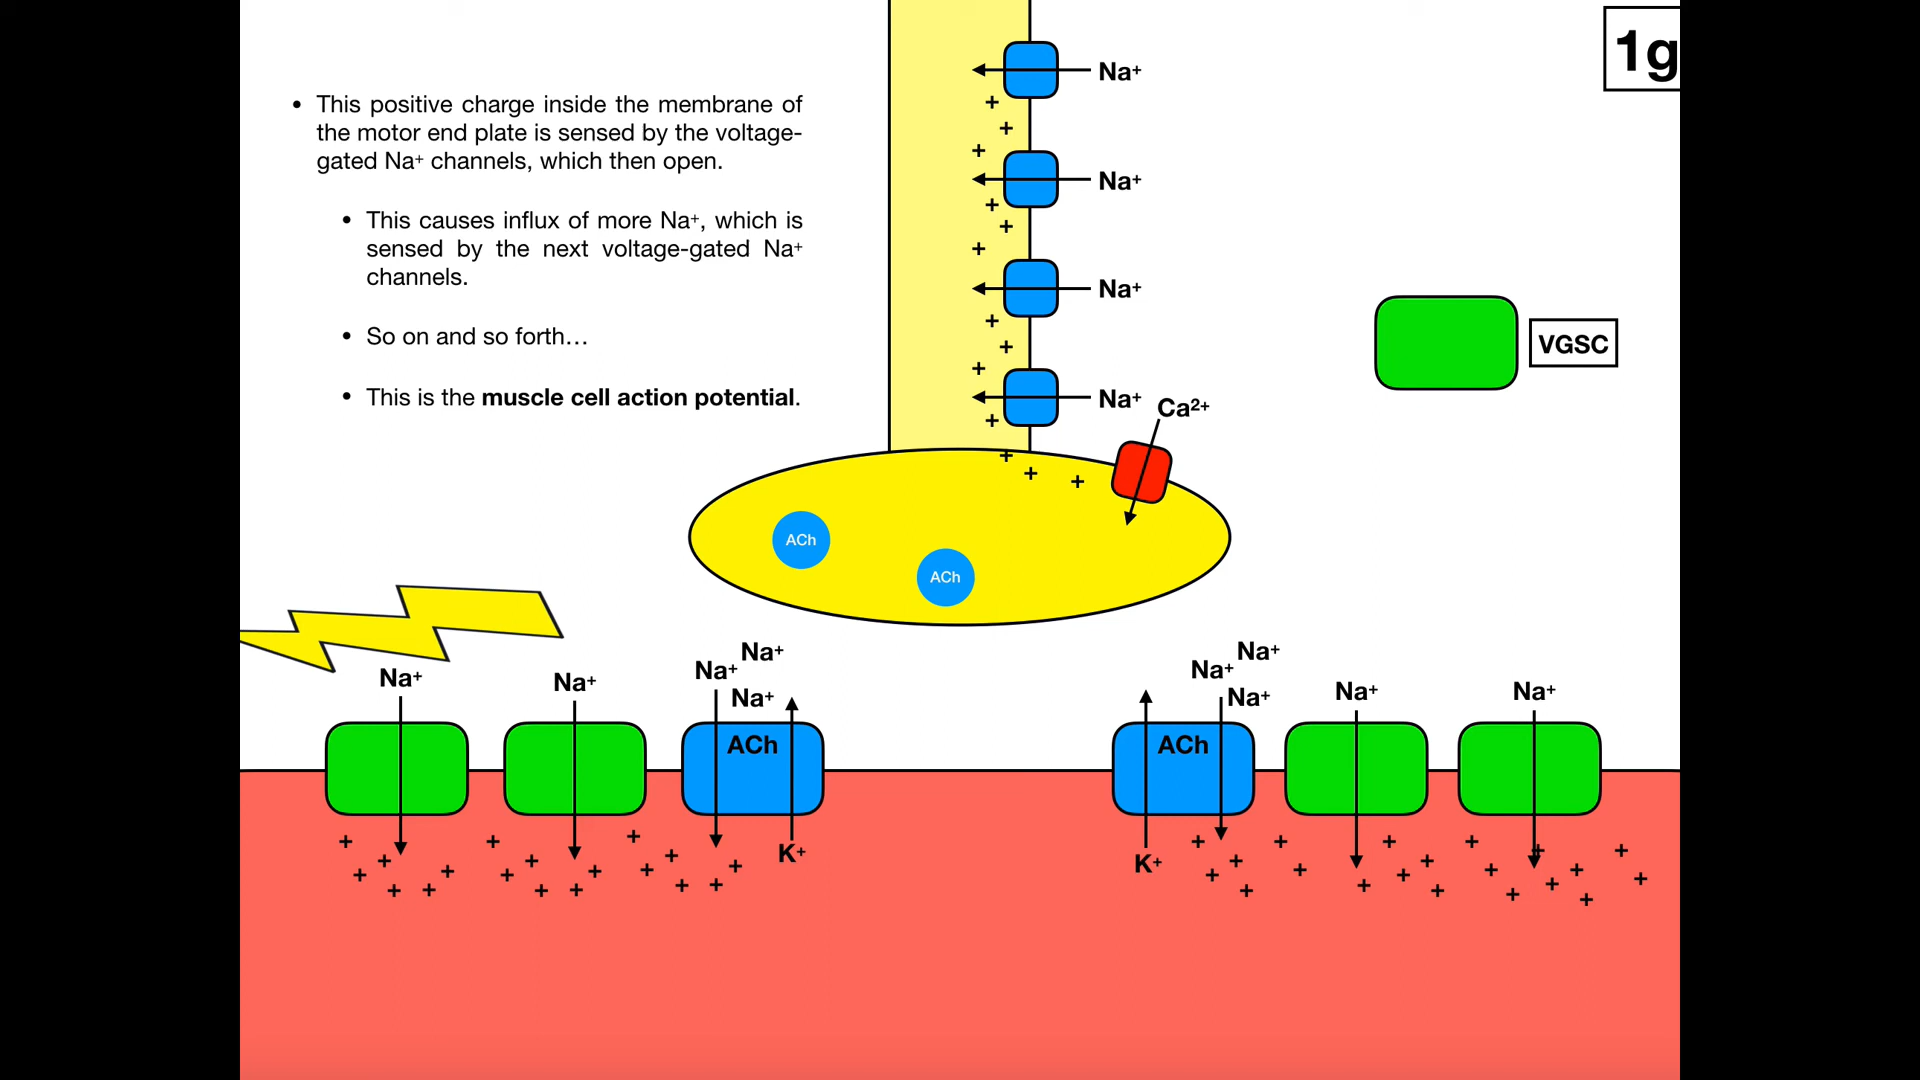 1g
• This positive charge inside the membrane of
the motor end plate is sensed by the voltage-
gated Na⁺ channels, which then open.
• This causes influx of more Na⁺, which is
sensed by the next voltage-gated Na⁺
channels.
• So on and so forth…
• This is the muscle cell action potential.
Na⁺
Na⁺
Na⁺
Na⁺
Ca²⁺
VGSC
ACh
ACh
Na⁺
Na⁺
Na⁺
Na⁺
Na⁺
ACh
K⁺
Na⁺
Na⁺
Na⁺
ACh
K⁺
Na⁺
Na⁺